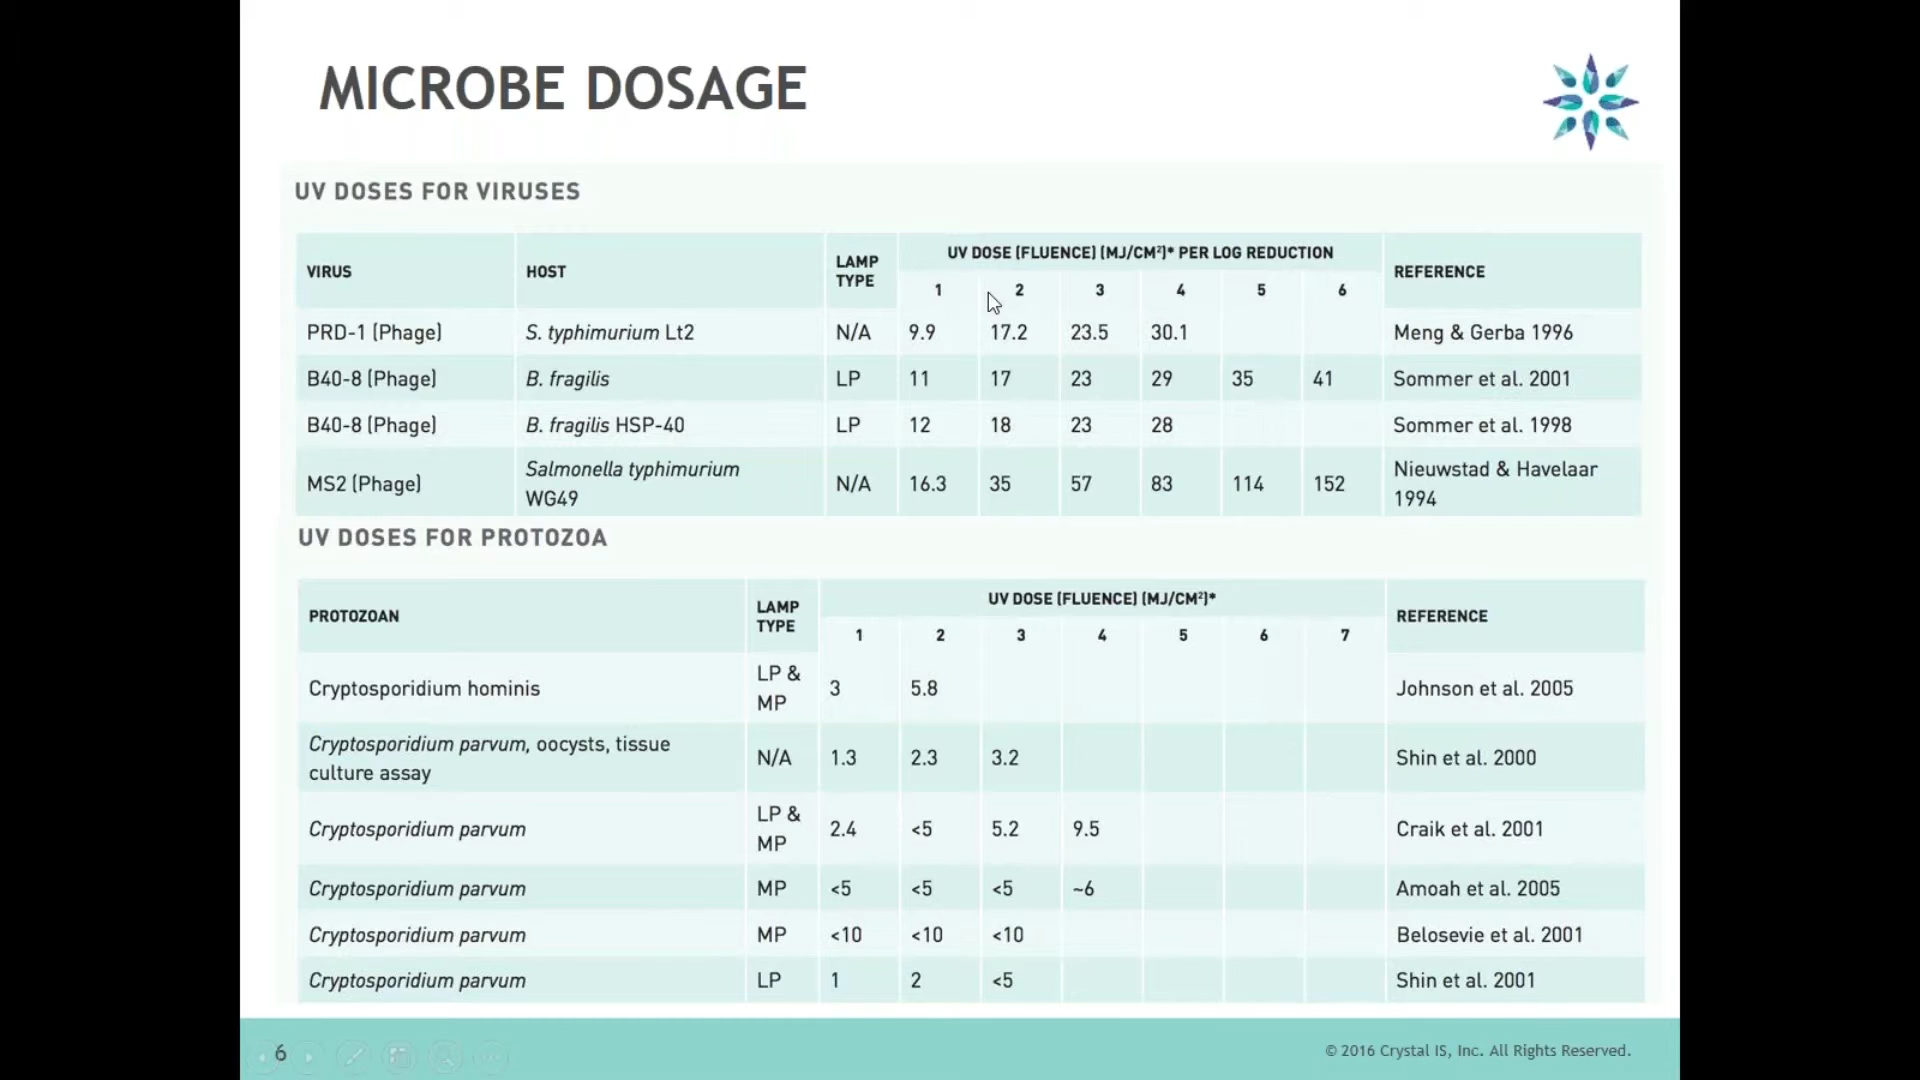 MICROBE DOSAGE
UV DOSES FOR VIRUSES
VIRUS HOST LAMP TYPE UV DOSE (FLUENCE) (MJ/CM²)* PER LOG REDUCTION REFERENCE
1 2 3 4 5 6
PRD-1 (Phage) S. typhimurium Lt2 N/A 9.9 17.2 23.5 30.1 Meng & Gerba 1996
B40-8 (Phage) B. fragilis LP 11 17 23 29 35 41 Sommer et al. 2001
B40-8 (Phage) B. fragilis HSP-40 LP 12 18 23 28 Sommer et al. 1998
MS2 (Phage) Salmonella typhimurium WG49 N/A 16.3 35 57 83 114 152 Nieuwstad & Havelaar 1994
UV DOSES FOR PROTOZOA
PROTOZOAN LAMP TYPE UV DOSE (FLUENCE) (MJ/CM²)* REFERENCE
1 2 3 4 5 6 7
Cryptosporidium hominis LP & MP 3 5.8 Johnson et al. 2005
Cryptosporidium parvum, oocysts, tissue culture assay N/A 1.3 2.3 3.2 Shin et al. 2000
Cryptosporidium parvum LP & MP 2.4 <5 5.2 9.5 Craik et al. 2001
Cryptosporidium parvum MP <5 <5 <5 ~6 Amoah et al. 2005
Cryptosporidium parvum MP <10 <10 <10 Belosevie et al. 2001
Cryptosporidium parvum LP 1 2 <5 Shin et al. 2001
6 © 2016 Crystal IS, Inc. All Rights Reserved.